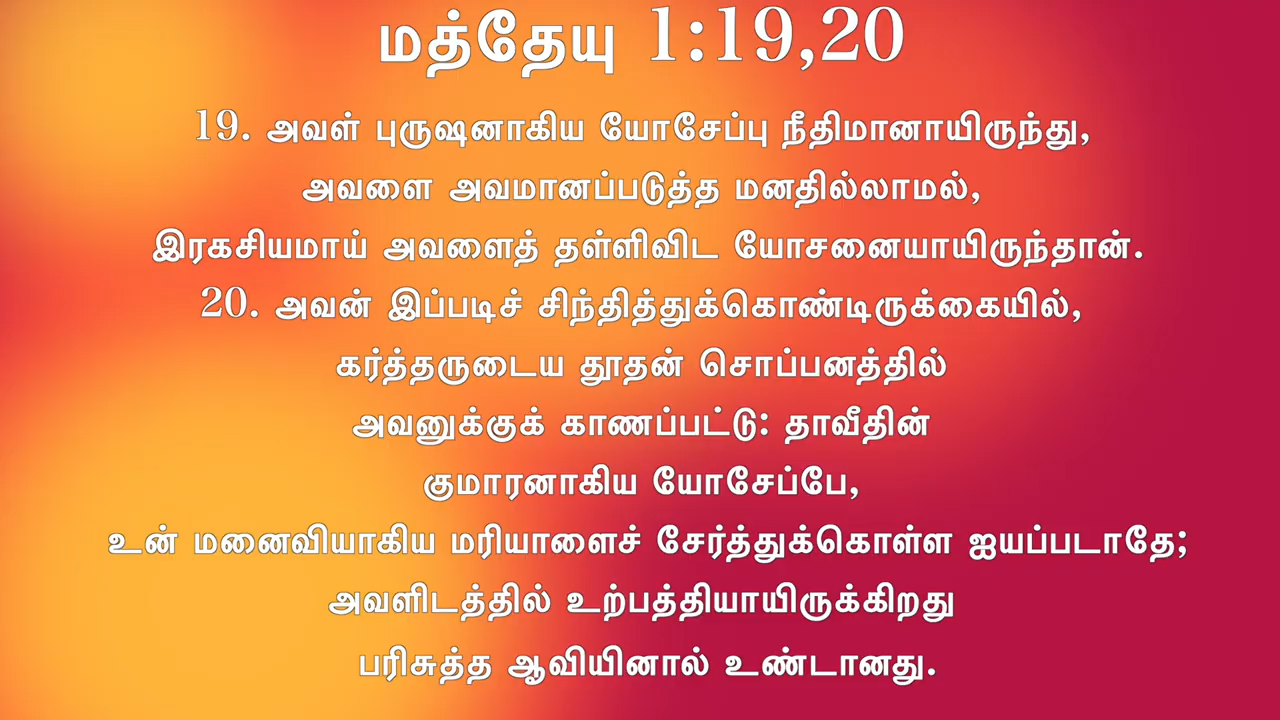 மத்தேயு 1:19,20
19. அவள் புருஷனாகிய யோசேப்பு நீதிமானாயிருந்து,
அவளை அவமானப்படுத்த மனதில்லாமல்,
இரகசியமாய் அவளைத் தள்ளிவிட யோசனையாயிருந்தான்.
20. அவன் இப்படிச் சிந்தித்துக்கொண்டிருக்கையில்,
கர்த்தருடைய தூதன் சொப்பனத்தில்
அவனுக்குக் காணப்பட்டு: தாவீதின்
குமாரனாகிய யோசேப்பே,
உன் மனைவியாகிய மரியாளைச் சேர்த்துக்கொள்ள ஐயப்படாதே;
அவளிடத்தில் உற்பத்தியாயிருக்கிறது
பரிசுத்த ஆவியினால் உண்டானது.